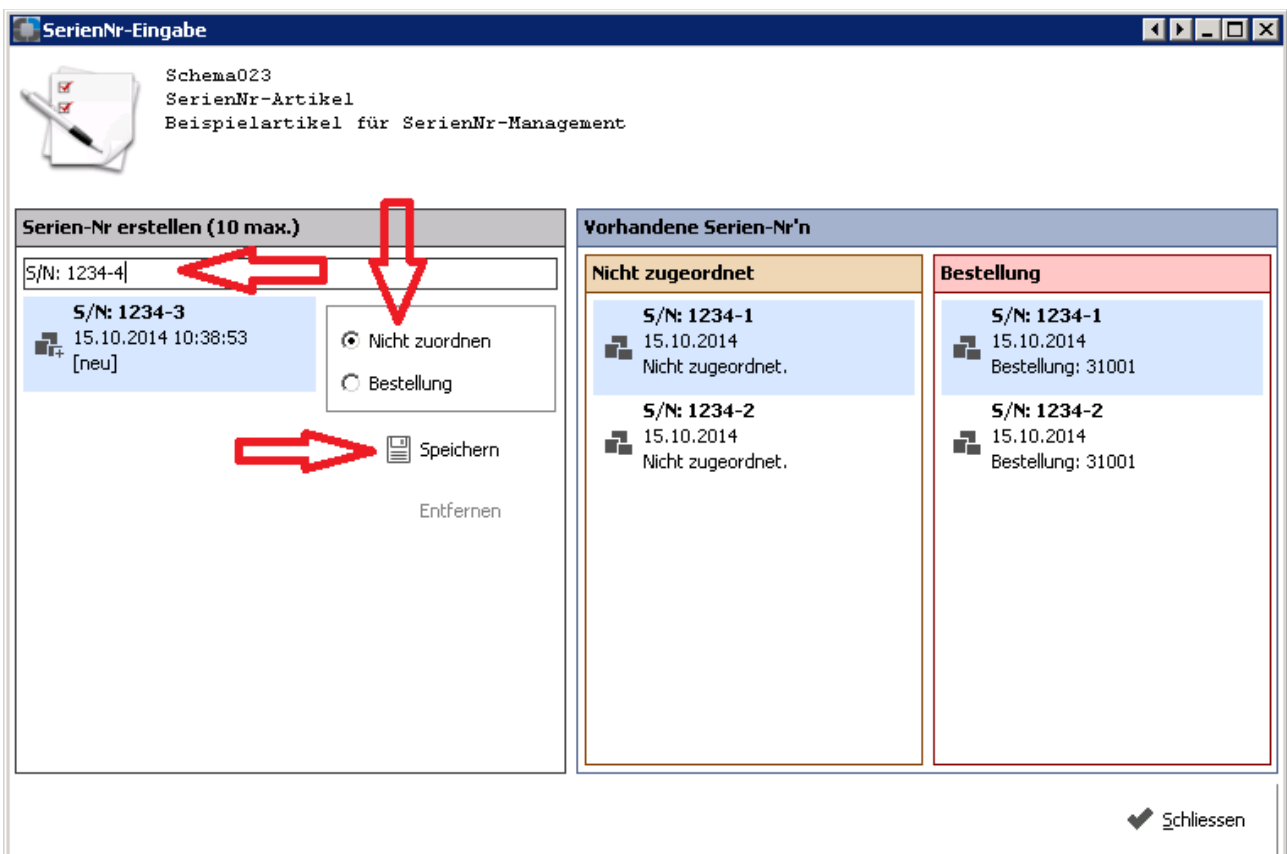 SerienNr-Eingabe
Schema023
SerienNr-Artikel
Beispielartikel für SerienNr-Management
Serien-Nr erstellen (10 max.)
S/N: 1234-4
S/N: 1234-3
15.10.2014 10:38:53
[neu]
Nicht zuordnen
Bestellung
Speichern
Entfernen
Vorhandene Serien-Nr'n
Nicht zugeordnet
S/N: 1234-1
15.10.2014
Nicht zugeordnet.
S/N: 1234-2
15.10.2014
Nicht zugeordnet.
Bestellung
S/N: 1234-1
15.10.2014
Bestellung: 31001
S/N: 1234-2
15.10.2014
Bestellung: 31001
Schliessen